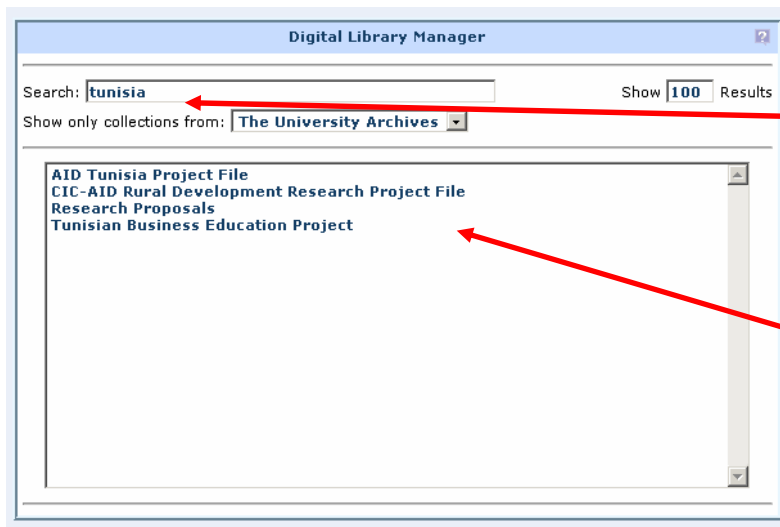 Digital Library Manager ?
Search: tunisia Show 100 Results
Show only collections from: The University Archives
AID Tunisia Project File
CIC-AID Rural Development Research Project File
Research Proposals
Tunisian Business Education Project